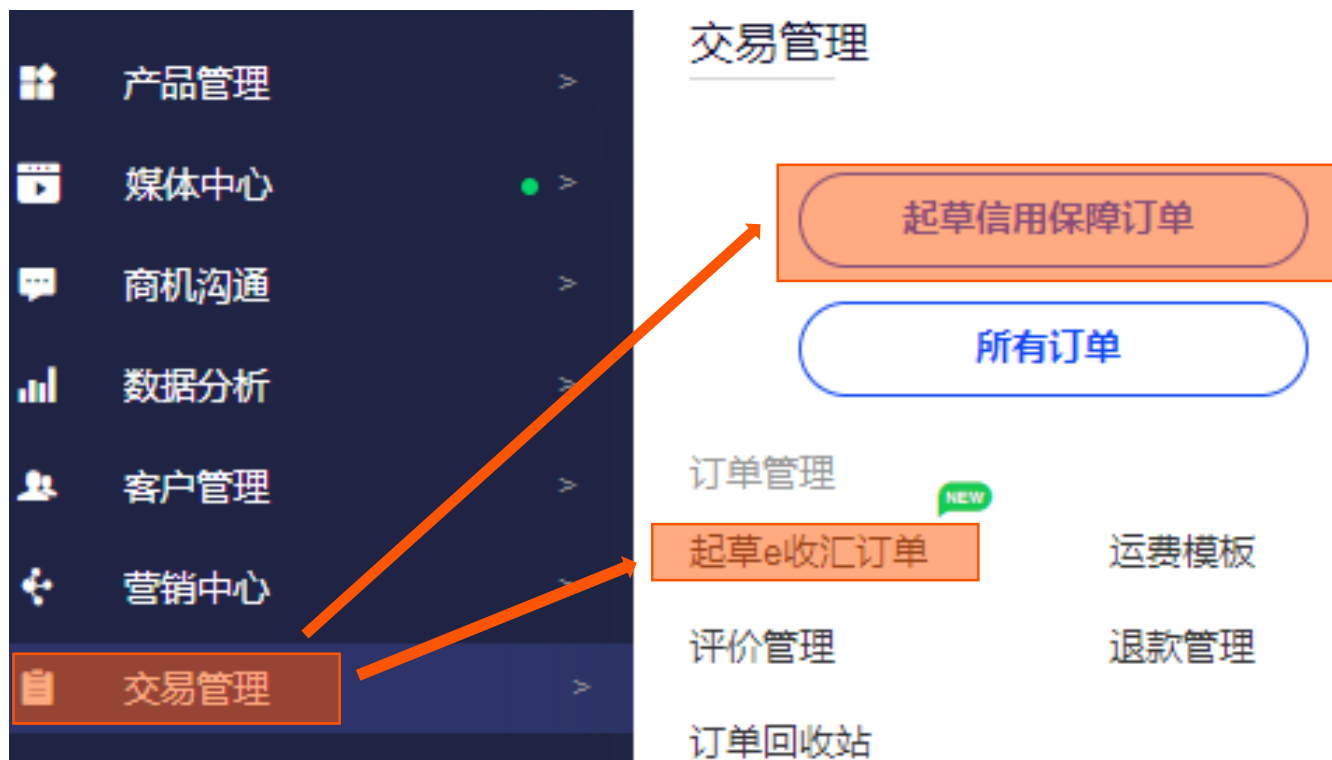 产品管理
媒体中心
商机沟通
数据分析
客户管理
营销中心
交易管理
交易管理
起草信用保障订单
所有订单
订单管理
NEW
起草e收汇订单
运费模板
评价管理
退款管理
订单回收站